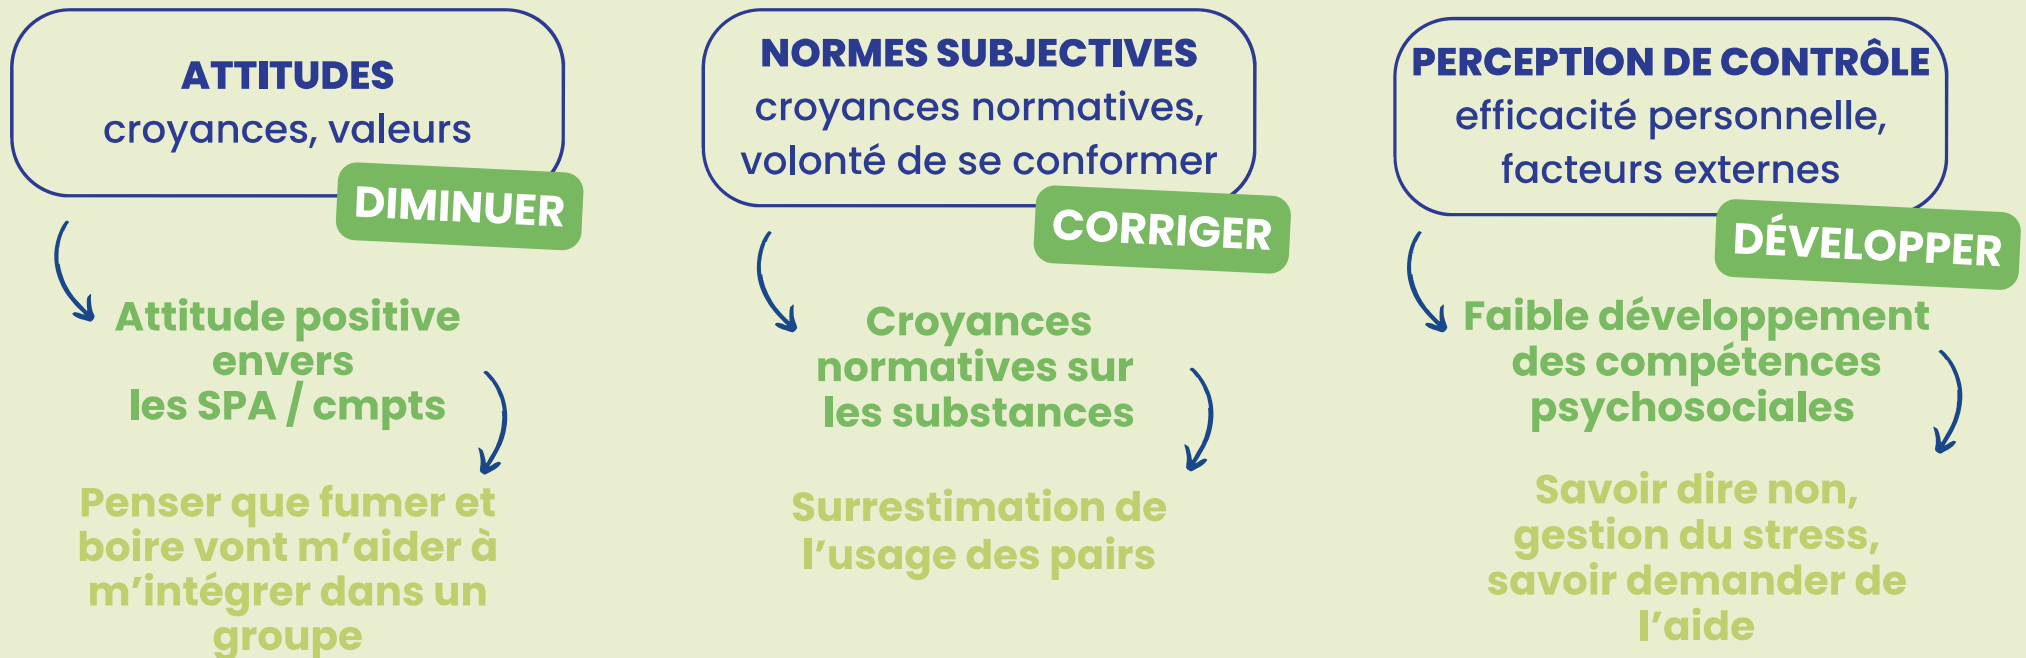 ATTITUDES
croyances, valeurs
DIMINUER
Attitude positive
envers
les SPA / cmpts
Penser que fumer et
boire vont m'aider à
m'intégrer dans un
groupe
NORMES SUBJECTIVES
croyances normatives,
volonté de se conformer
CORRIGER
Croyances
normatives sur
les substances
Surrestimation de
l'usage des pairs
PERCEPTION DE CONTRÔLE
efficacité personnelle,
facteurs externes
DÉVELOPPER
Faible développement
des compétences
psychosociales
Savoir dire non,
gestion du stress,
savoir demander de
l'aide